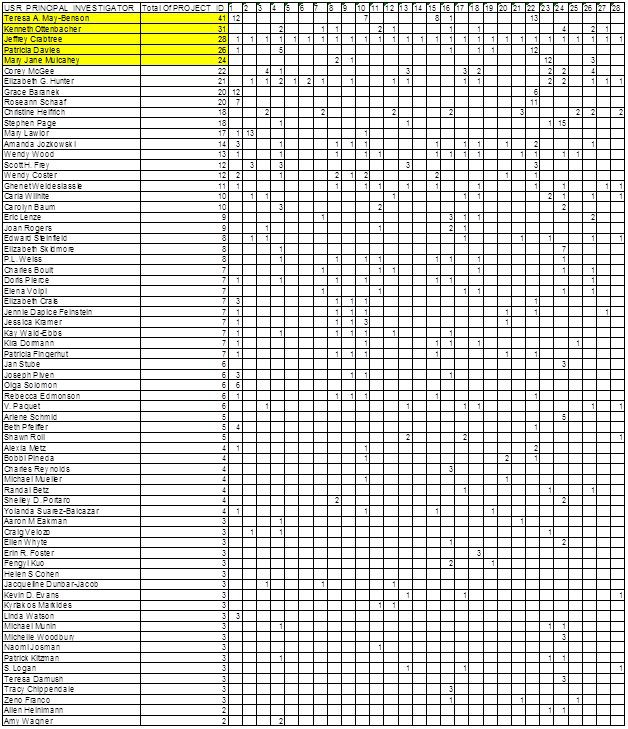 USR PRINCIPAL INVESTIGATOR Total Of PROJECT ID 1 2 3 4 5 6 7 8 9 10 11 12 13 14 15 16 17 18 19 20 21 22 23 24 25 26 27 28
Teresa A. May-Benson 41 12 7 8 1 13
Kenneth Ottenbacher 31 2 1 1 2 1 1 1 4 2 1
Jeffrey Crabtree 28 1 1 1 1 1 1 1 1 1 1 1 1 1 1 1 1 1 1 1 1 1 1 1 1 1 1 1 1
Patricia Davies 26 1 5 1 1 1 12
Mary Jane Mulcahey 24 2 1 12 3
Corey McGee 22 4 1 3 3 2 2 2 4
Elizabeth G. Hunter 21 1 1 2 1 2 1 1 1 1 1 1 2 2 1 1 1
Grace Baranek 20 12 6
Roseann Schaaf 20 7 11
Christine Helfrich 18 2 2 2 3 2 2 2
Stephen Page 18 1 1 1 15
Mary Lawlor 17 1 13 1
Amanda Jozkowski 14 3 1 1 1 1 1 1 1 1 2 1
Wendy Wood 13 1 1 1 1 1 1 1 1 1 1 1 1
Scott H. Frey 12 3 3 3 3
Wendy Coster 12 2 1 2 1 2 2 1 1
Ghenet Weldeslassie 11 1 1 1 1 1 1 1 1 1 1 1
Carla Wilhite 10 1 1 1 1 2 1 1 1
Carolyn Baum 10 3 2 2
Eric Lenze 9 1 3 1 1 2
Joan Rogers 9 1 1 2 1
Edward Steinfeld 8 1 1 1 1 1 1
Elizabeth Skidmore 8 1 7
P.L. Weiss 8 1 1 1 1 1 1 1 1
Charles Boult 7 1 1 1 1 1 1
Doris Pierce 7 1 1 1 1 1 1 1
Elena Volpi 7 1 1 1 1 1 1
Elizabeth Crais 7 3 1 1 1 1
Jennie Dapice Feinstein 7 1 1 1 1 1 1 1
Jessica Kramer 7 1 1 1 3 1
Kay Wald-Ebbs 7 1 1 1 1 1 1
Kira Dormann 7 1 1 1 1 1 1 1
Patricia Fingerhut 7 1 1 1 1 1 1
Jan Stube 6 3
Joseph Piven 6 3 1 1
Olga Solomon 6 6
Rebecca Edmonson 6 1 1 1 1 1 1
V. Paquet 6 1 1 1 1 1
Arlene Schmid 5 5
Beth Pfeiffer 5 4 1
Shawn Roll 5 2 2 1
Alexia Metz 4 1 1 2
Bobbi Pineda 4 1 2 1
Charles Reynolds 4 3
Michael Mueller 4 1 1
Randal Betz 4 1 1 1
Shelley D. Portaro 4 2 2
Yolanda Suarez-Balcazar 4 1 1 1 1
Aaron M Eakman 3 1 1
Craig Velozo 3 1 1 1
Ellen Whyte 3 2
Erin R. Foster 3 3
Fengyi Kuo 3 2 1
Helen S Cohen 3
Jacqueline Dunbar-Jacob 3 1 1 1
Kevin D. Evans 3 1 1 1
Kyriakos Markides 3 1 1
Linda Watson 3 3
Michael Munin 3 1 1 1
Michelle Woodbury 3 3
Naomi Josman 3 1
Patrick Kitzman 3 1 1 1
S. Logan 3 1 1
Teresa Damush 3 3
Tracy Chippendale 3 3
Zeno Franco 3 1 1 1
Allen Heinimann 2 1 1
Amy Wagner 2 2